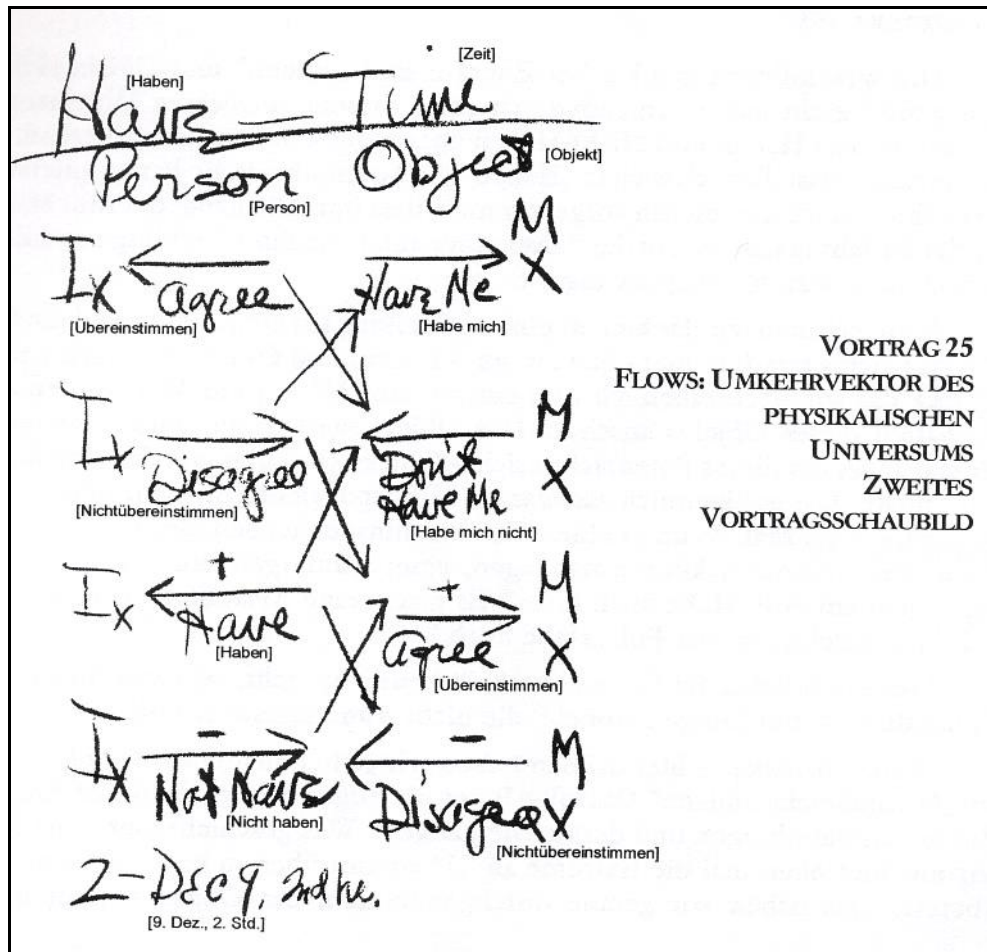 [Zeit]
[Haben]
Have = Time
Person Object [Objekt]
[Person]
Ix Agree Have Me M x
[Übereinstimmen] [Habe mich]
VORTRAG 25
FLOWS: UMKEHRVEKTOR DES
PHYSIKALISCHEN
UNIVERSUMS
ZWEITES
VORTRAGSSCHAUBILD
Ix Disagree Don't Have Me M x
[Nichtübereinstimmen] [Habe mich nicht]
Ix + Have + Agree M x
[Haben] [Übereinstimmen]
Ix - Not Have - Disagree M x
[Nicht haben] [Nichtübereinstimmen]
2 - DEC 9, 2nd hr.
[9. Dez., 2. Std.]